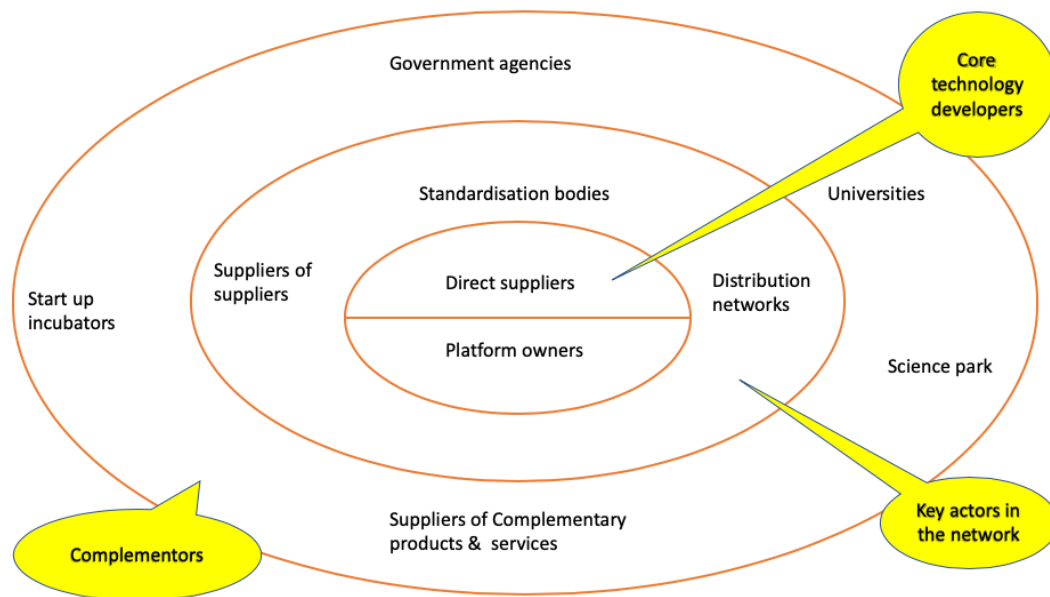 Government agencies
Core
technology
developers
Standardisation bodies
Universities
Suppliers of
suppliers
Direct suppliers
Distribution
networks
Start up
incubators
Platform owners
Science park
Suppliers of Complementary
products &  services
Key actors in
the network
Complementors